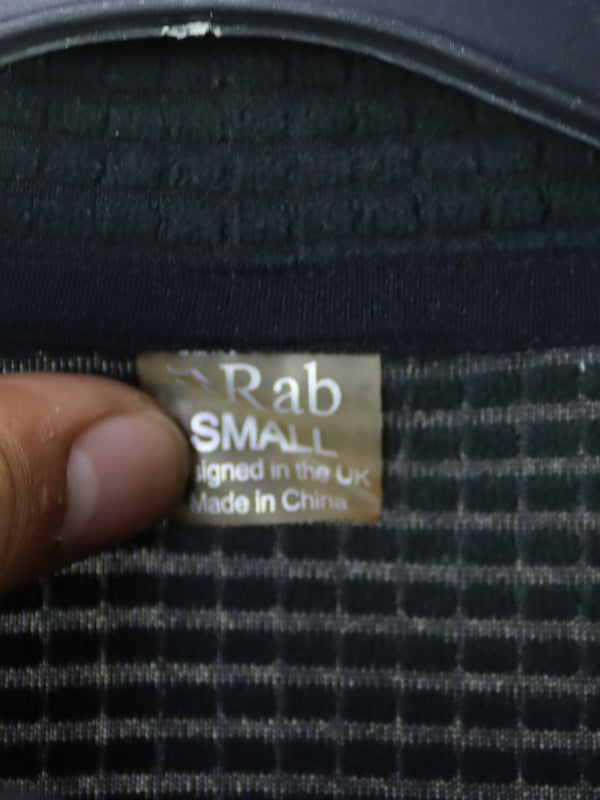 Rab
SMALL
signed in the UK
Made in China